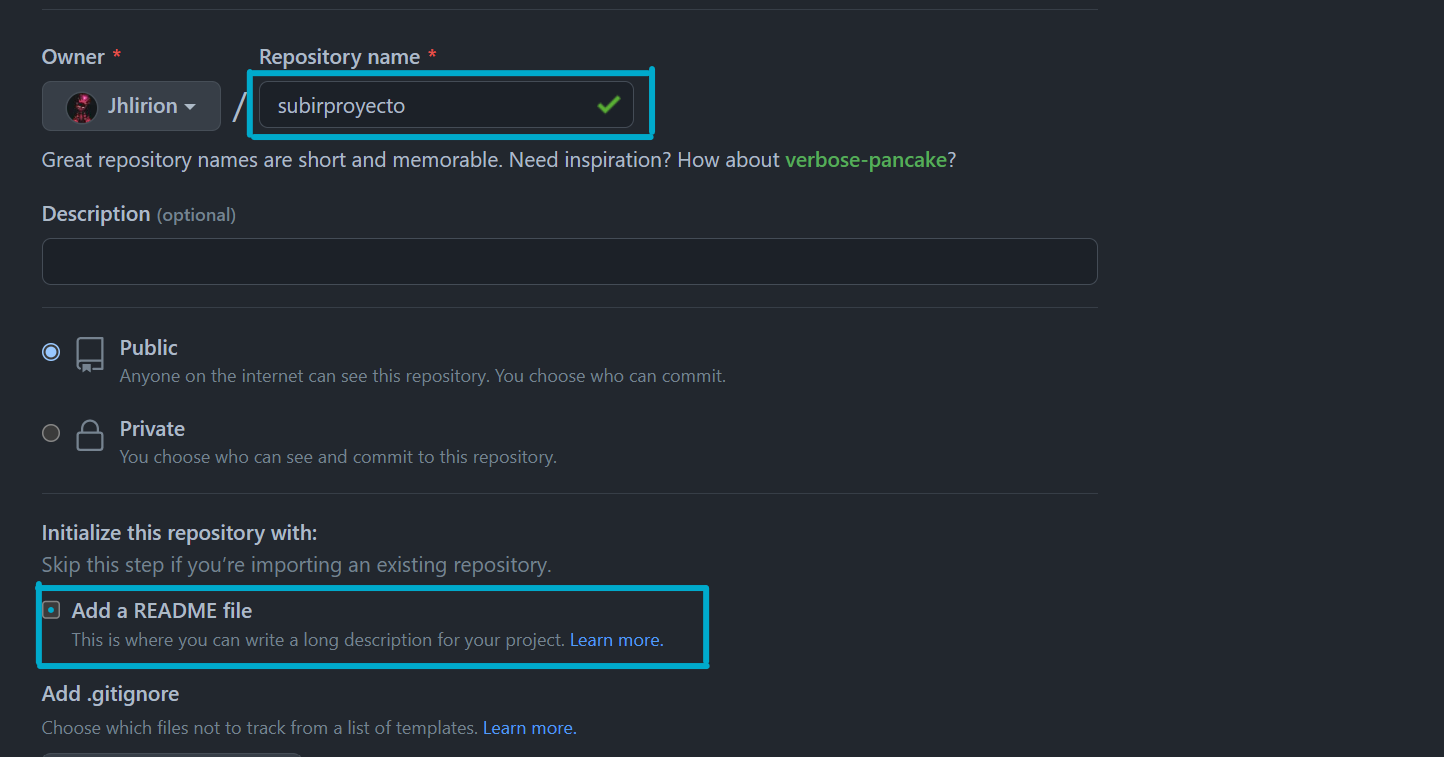 Owner *
Repository name *
Jhlirion
/
subirproyecto
Great repository names are short and memorable. Need inspiration? How about verbose-pancake?
Description (optional)
Public
Anyone on the internet can see this repository. You choose who can commit.
Private
You choose who can see and commit to this repository.
Initialize this repository with:
Skip this step if you’re importing an existing repository.
Add a README file
This is where you can write a long description for your project. Learn more.
Add .gitignore
Choose which files not to track from a list of templates. Learn more.